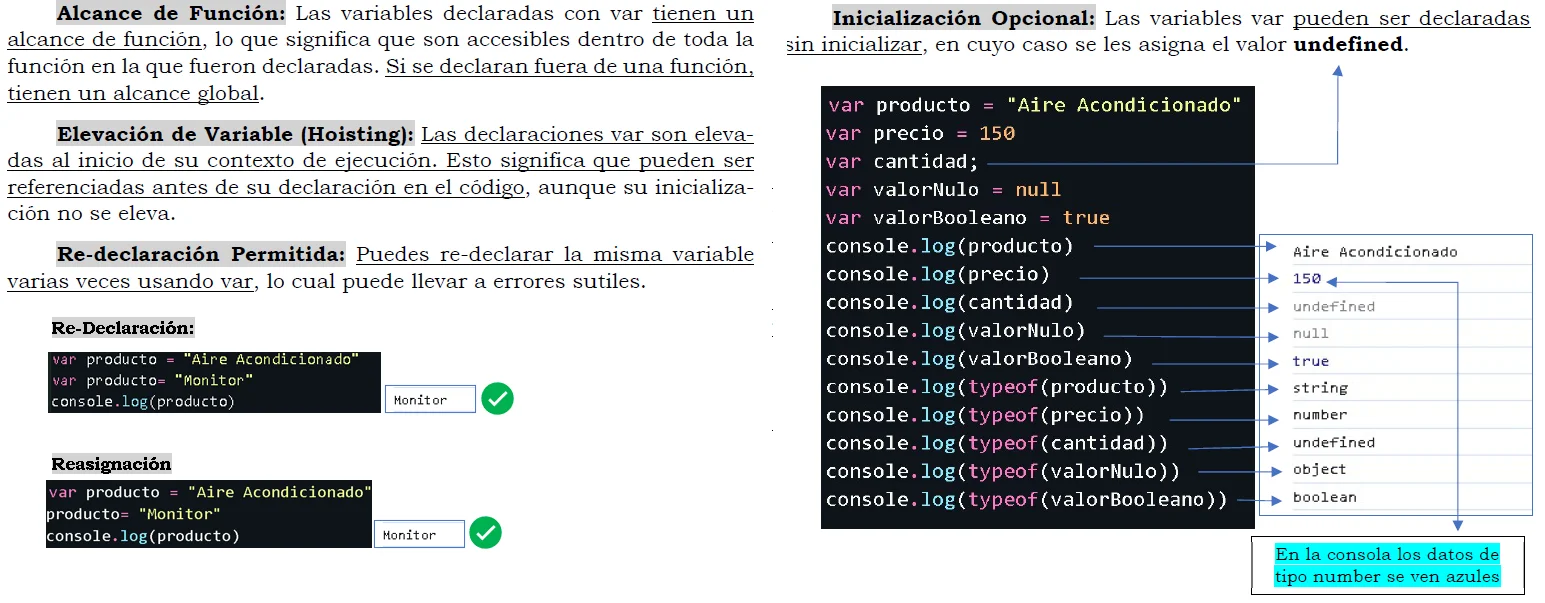 Alcance de Función: Las variables declaradas con var tienen un
alcance de función, lo que significa que son accesibles dentro de toda la
función en la que fueron declaradas. Si se declaran fuera de una función,
tienen un alcance global.
Elevación de Variable (Hoisting): Las declaraciones var son eleva-
das al inicio de su contexto de ejecución. Esto significa que pueden ser
referenciadas antes de su declaración en el código, aunque su inicializa-
ción no se eleva.
Re-declaración Permitida: Puedes re-declarar la misma variable
varias veces usando var, lo cual puede llevar a errores sutiles.
Re-Declaración:
var producto = "Aire Acondicionado"
var producto= "Monitor"
console.log(producto)
Monitor
Reasignación
var producto = "Aire Acondicionado"
producto= "Monitor"
console.log(producto)
Monitor
Inicialización Opcional: Las variables var pueden ser declaradas
sin inicializar, en cuyo caso se les asigna el valor undefined.
var producto = "Aire Acondicionado"
var precio = 150
var cantidad;
var valorNulo = null
var valorBooleano = true
console.log(producto)
console.log(precio)
console.log(cantidad)
console.log(valorNulo)
console.log(valorBooleano)
console.log(typeof(producto))
console.log(typeof(precio))
console.log(typeof(cantidad))
console.log(typeof(valorNulo))
console.log(typeof(valorBooleano))
Aire Acondicionado
150
undefined
null
true
string
number
undefined
object
boolean
En la consola los datos de
tipo number se ven azules